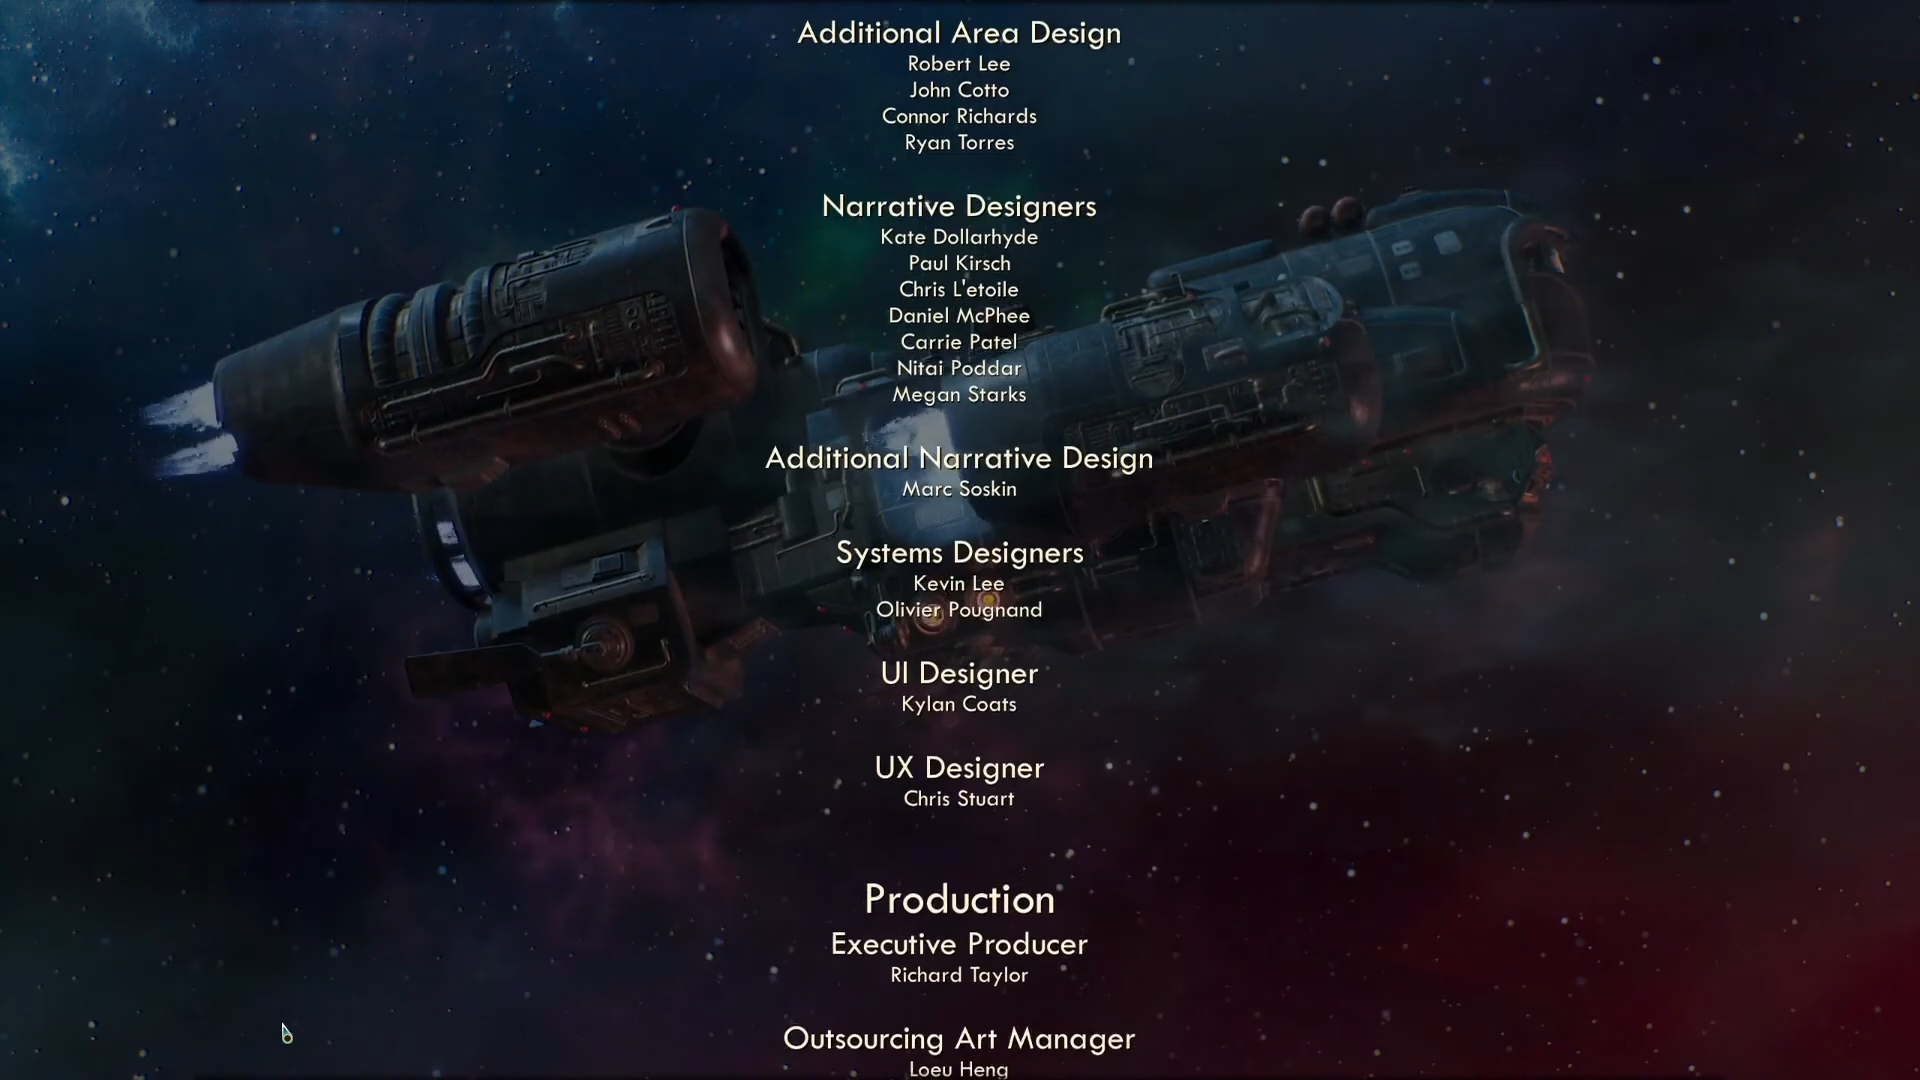 Additional Area Design
Robert Lee
John Cotto
Connor Richards
Ryan Torres
Narrative Designers
Kate Dollarhyde
Paul Kirsch
Chris L'etoile
Daniel McPhee
Carrie Patel
Nitai Poddar
Megan Starks
Additional Narrative Design
Marc Soskin
Systems Designers
Kevin Lee
Olivier Pougnand
UI Designer
Kylan Coats
UX Designer
Chris Stuart
Production
Executive Producer
Richard Taylor
Outsourcing Art Manager
Loeu Heng